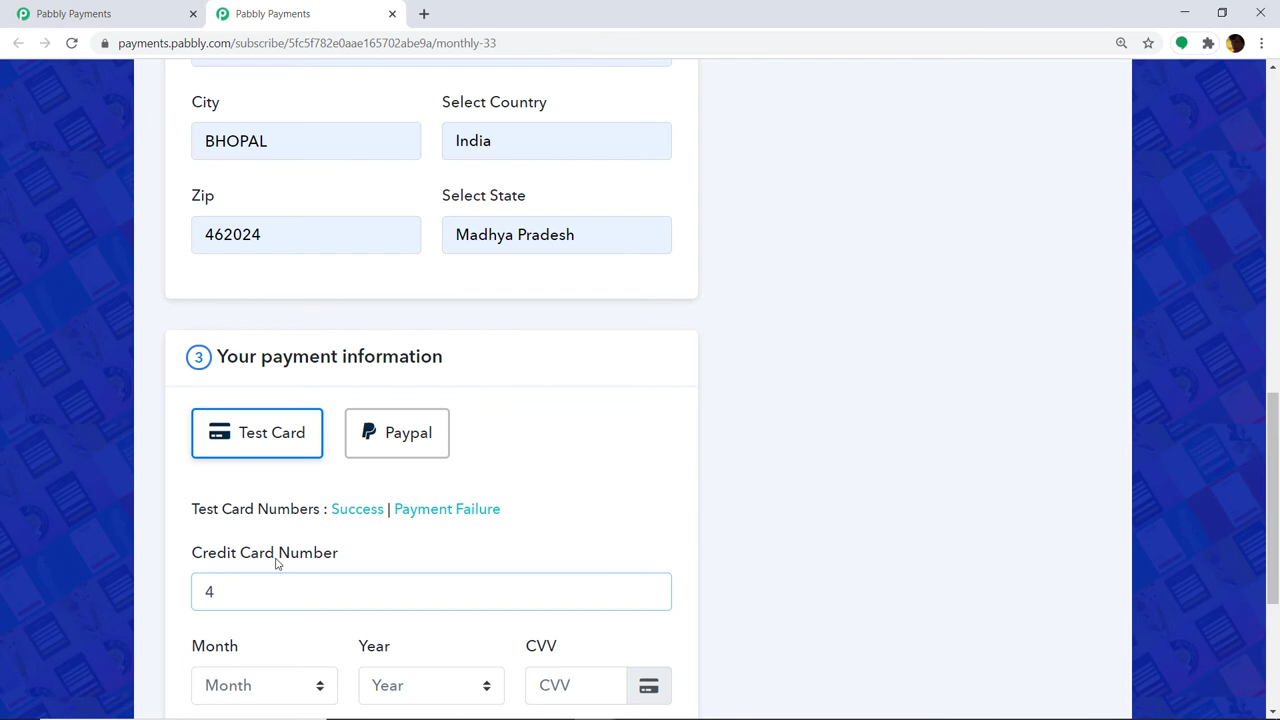 Pabbly Payments
Pabbly Payments
payments.pabbly.com/subscribe/5fc5f782e0aae165702abe9a/monthly-33
City
Select Country
BHOPAL
India
Zip
Select State
462024
Madhya Pradesh
3 Your payment information
Test Card
Paypal
Test Card Numbers : Success | Payment Failure
Credit Card Number
4
Month
Year
CVV
Month
Year
CVV